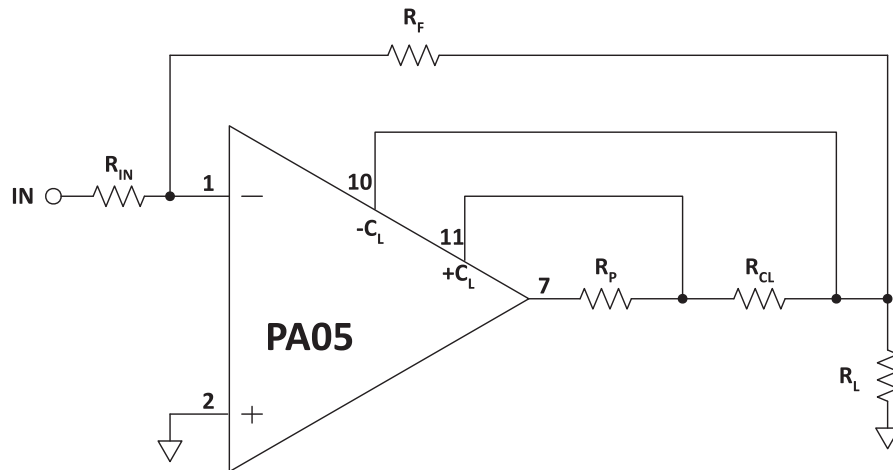 R_F
R_IN
IN
1
10
-C_L
11
+C_L
7
R_P
R_CL
PA05
R_L
2